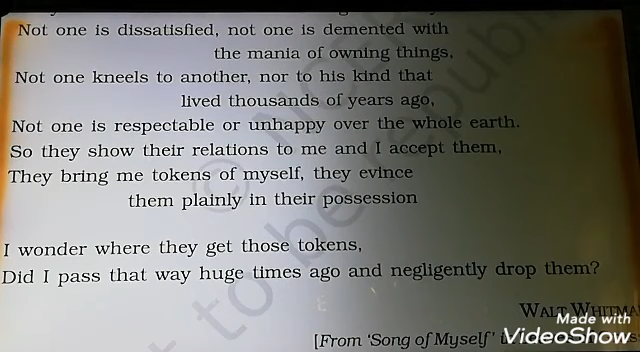 Not one is dissatisfied, not one is demented with
the mania of owning things,
Not one kneels to another, nor to his kind that
lived thousands of years ago,
Not one is respectable or unhappy over the whole earth.
So they show their relations to me and I accept them,
They bring me tokens of myself, they evince
them plainly in their possession
I wonder where they get those tokens,
Did I pass that way huge times ago and negligently drop them?
WALT
[From 'Song of Myself'
Made with
VideoShow